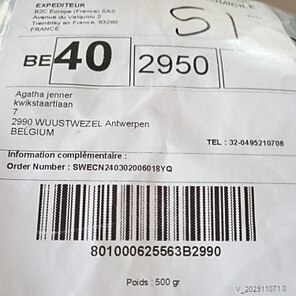 EXPEDITEUR
B2C Europe (France) SAS
Avenue du Valquiou 2
Tremblay en France, 93290
FRANCE
S1
BE 40 2950
Agatha jenner
kwikstaartlaan
7
2990 WUUSTWEZEL Antwerpen
BELGIUM
TEL : 32-0495210706
Information complémentaire :
Order Number : SWECN240302006018YQ
801000625563B2990
Poids : 500 gr
V_202311071.0